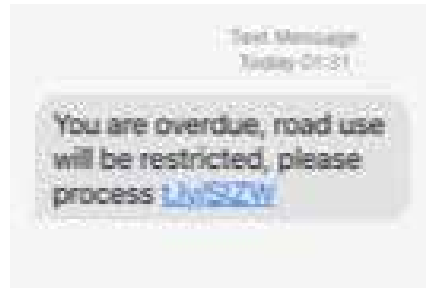 Text Message
Today 01:31
You are overdue, road use
will be restricted, please
process